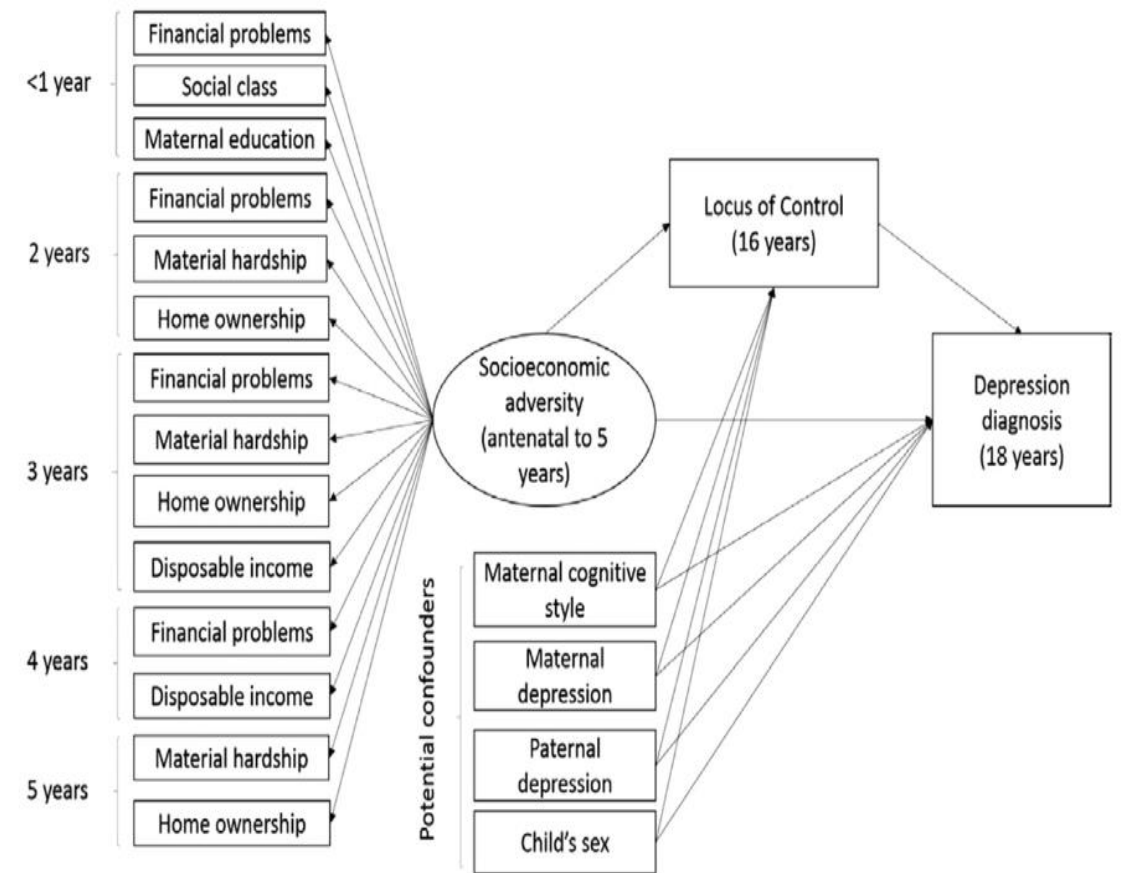 <1 year
Financial problems
Social class
Maternal education
2 years
Financial problems
Material hardship
Home ownership
3 years
Financial problems
Material hardship
Home ownership
Disposable income
4 years
Financial problems
Disposable income
5 years
Material hardship
Home ownership
Socioeconomic
adversity
(antenatal to 5
years)
Locus of Control
(16 years)
Depression
diagnosis
(18 years)
Potential confounders
Maternal cognitive
style
Maternal
depression
Paternal
depression
Child's sex